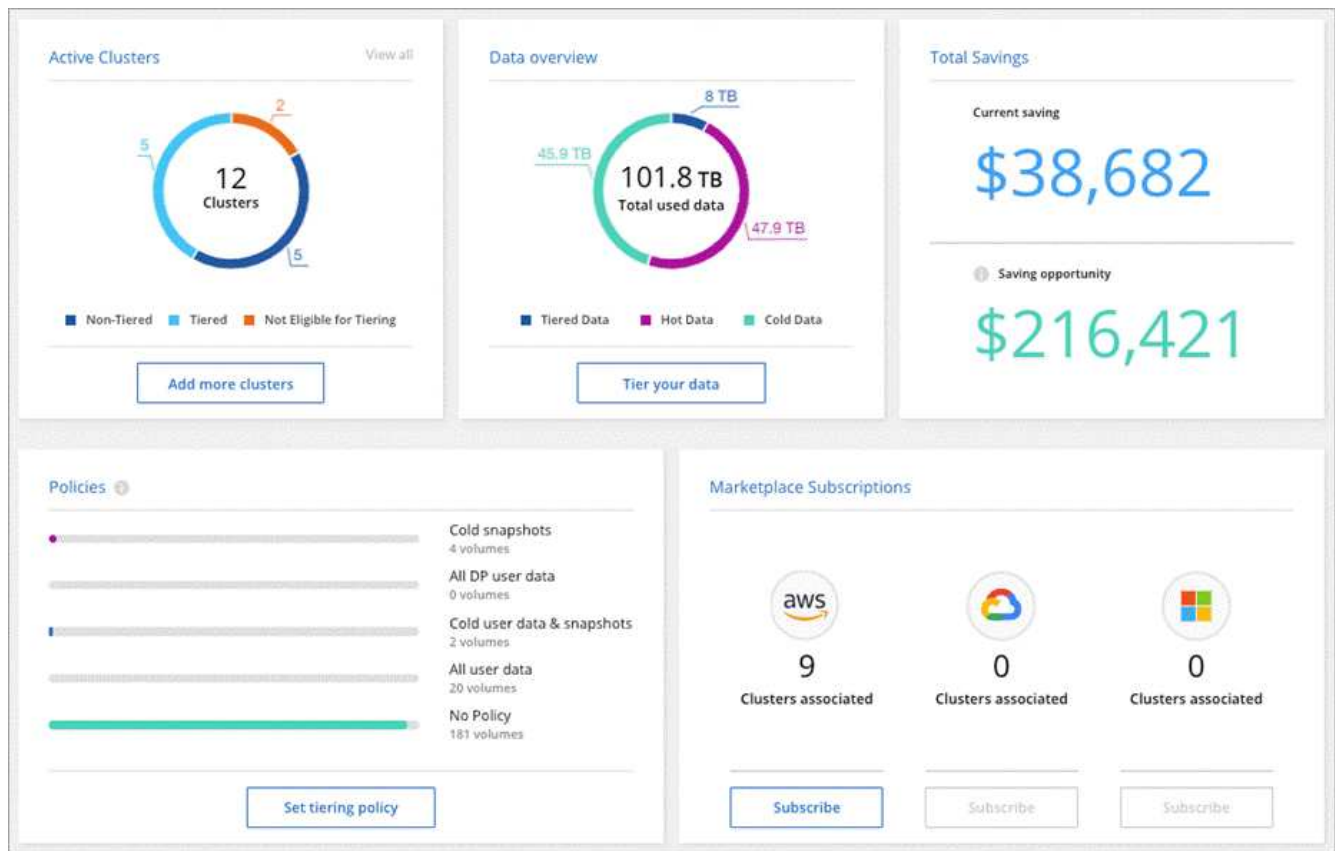 Active Clusters
View all
2
5
12
Clusters
5
Non-Tiered
Tiered
Not Eligible for Tiering
Add more clusters
Data overview
8 TB
45.9 TB
101.8 TB
Total used data
47.9 TB
Tiered Data
Hot Data
Cold Data
Tier your data
Total Savings
Current saving
$38,682
Saving opportunity
$216,421
Policies
Cold snapshots
4 volumes
All DP user data
0 volumes
Cold user data & snapshots
2 volumes
All user data
20 volumes
No Policy
181 volumes
Set tiering policy
Marketplace Subscriptions
aws
9
Clusters associated
Subscribe
0
Clusters associated
Subscribe
0
Clusters associated
Subscribe